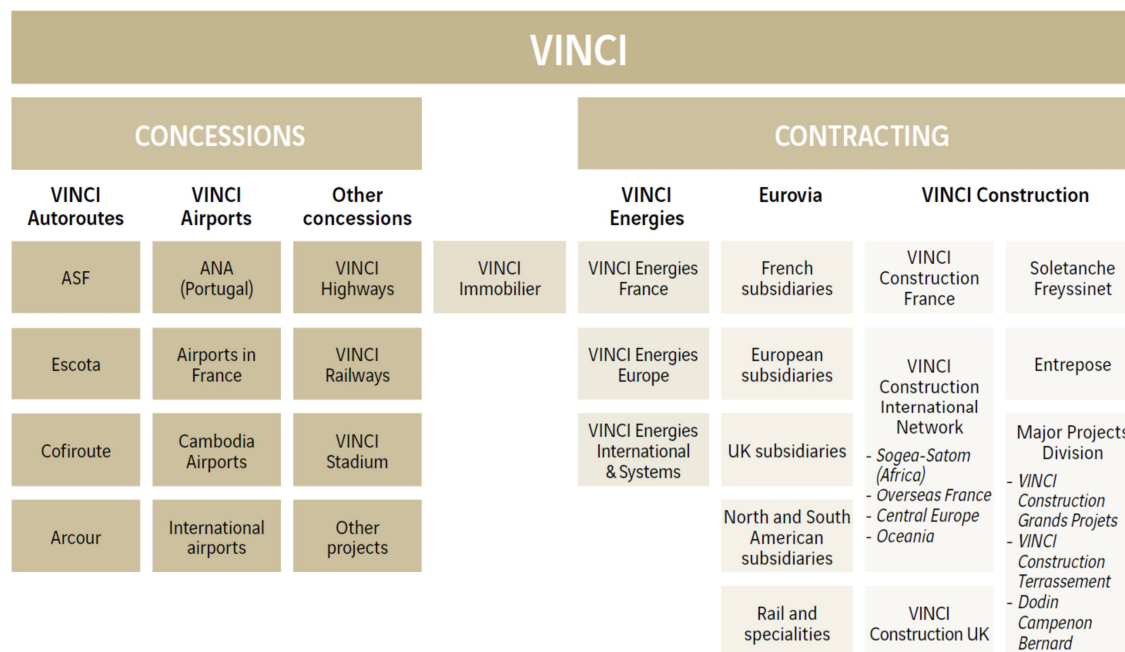 VINCI
CONCESSIONS
CONTRACTING
VINCI
Autoroutes
VINCI
Airports
Other
concessions
VINCI
Energies
Eurovia
VINCI Construction
ASF
ANA
(Portugal)
VINCI
Highways
VINCI
Immobilier
VINCI Energies
France
French
subsidiaries
VINCI
Construction
France
Soletanche
Freyssinet
Escota
Airports in
France
VINCI
Railways
VINCI Energies
Europe
European
subsidiaries
VINCI
Construction
International
Network
- Sogea-Satom
(Africa)
- Overseas France
- Central Europe
- Oceania
Entrepose
Cofiroute
Cambodia
Airports
VINCI
Stadium
VINCI Energies
International
& Systems
UK subsidiaries
Major Projects
Division
- VINCI
Construction
Grands Projets
- VINCI
Construction
Terrassement
- Dodin
Campenon
Bernard
Arcour
International
airports
Other
projects
North and South
American
subsidiaries
Rail and
specialities
VINCI
Construction UK